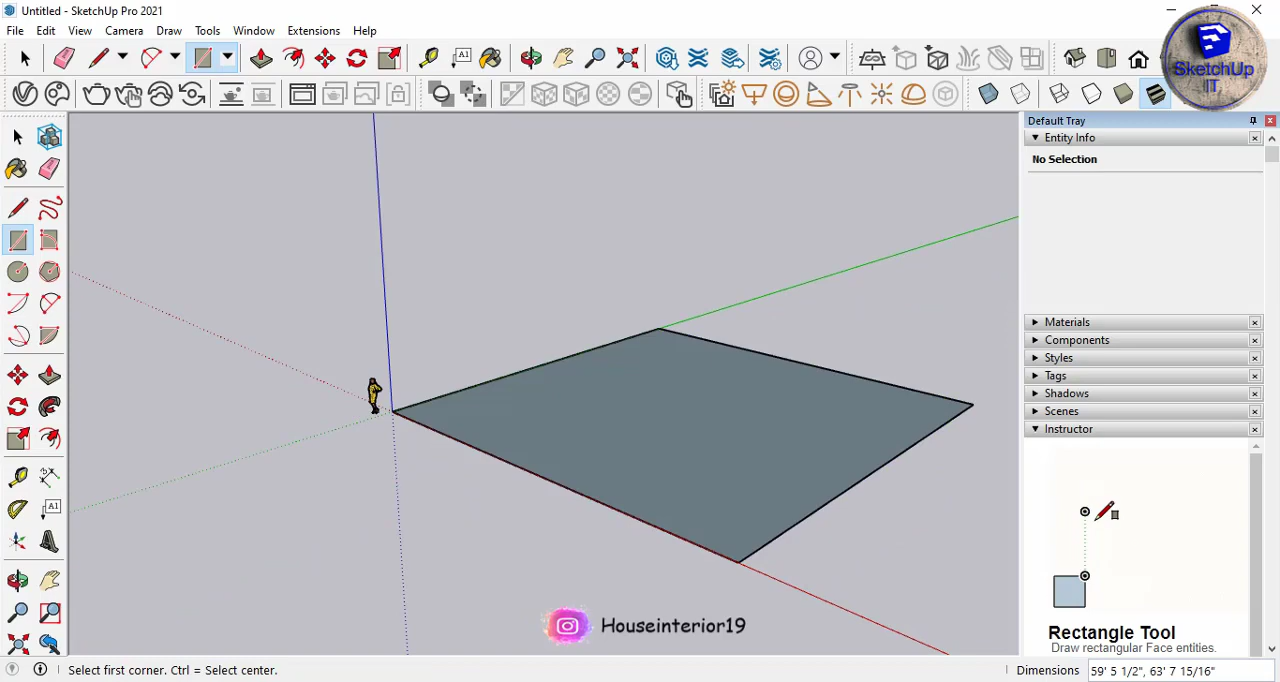 Untitled - SketchUp Pro 2021
File Edit View Camera Draw Tools Window Extensions Help
SketchUp
IT
A1
Default Tray
Entity Info
No Selection
Materials
Components
Styles
Tags
Shadows
Scenes
Instructor
A1
Rectangle Tool
Draw rectangular Face entities.
Houseinterior19
Select first corner. Ctrl = Select center.
Dimensions 59' 5 1/2", 63' 7 15/16"